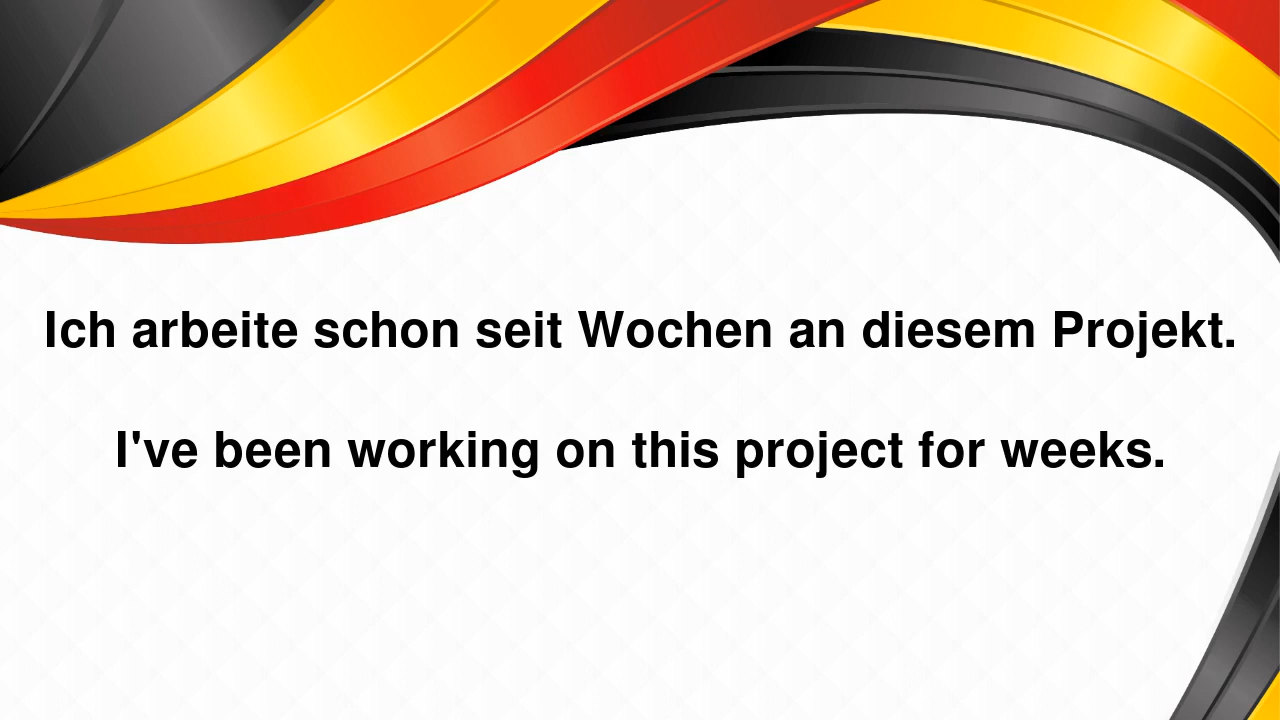 Ich arbeite schon seit Wochen an diesem Projekt.
I've been working on this project for weeks.